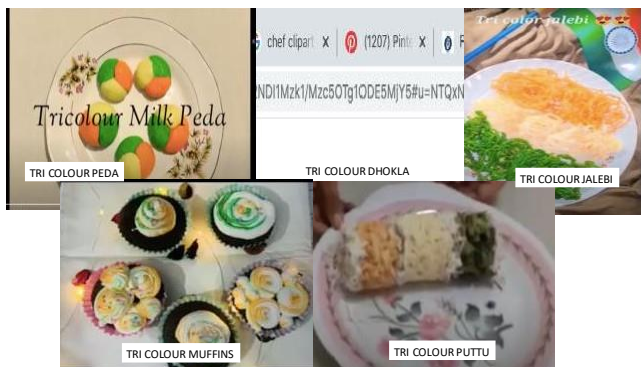 Tri color jalebi
chef clipart
(1207) Pint
NDI1Mzk1/Mzc5OTg1ODE5MjY5#u=NTQxN
Tricolour Milk Peda
TRI COLOUR PEDA
TRI COLOUR DHOKLA
TRI COLOUR JALEBI
TRI COLOUR MUFFINS
TRI COLOUR PUTTU